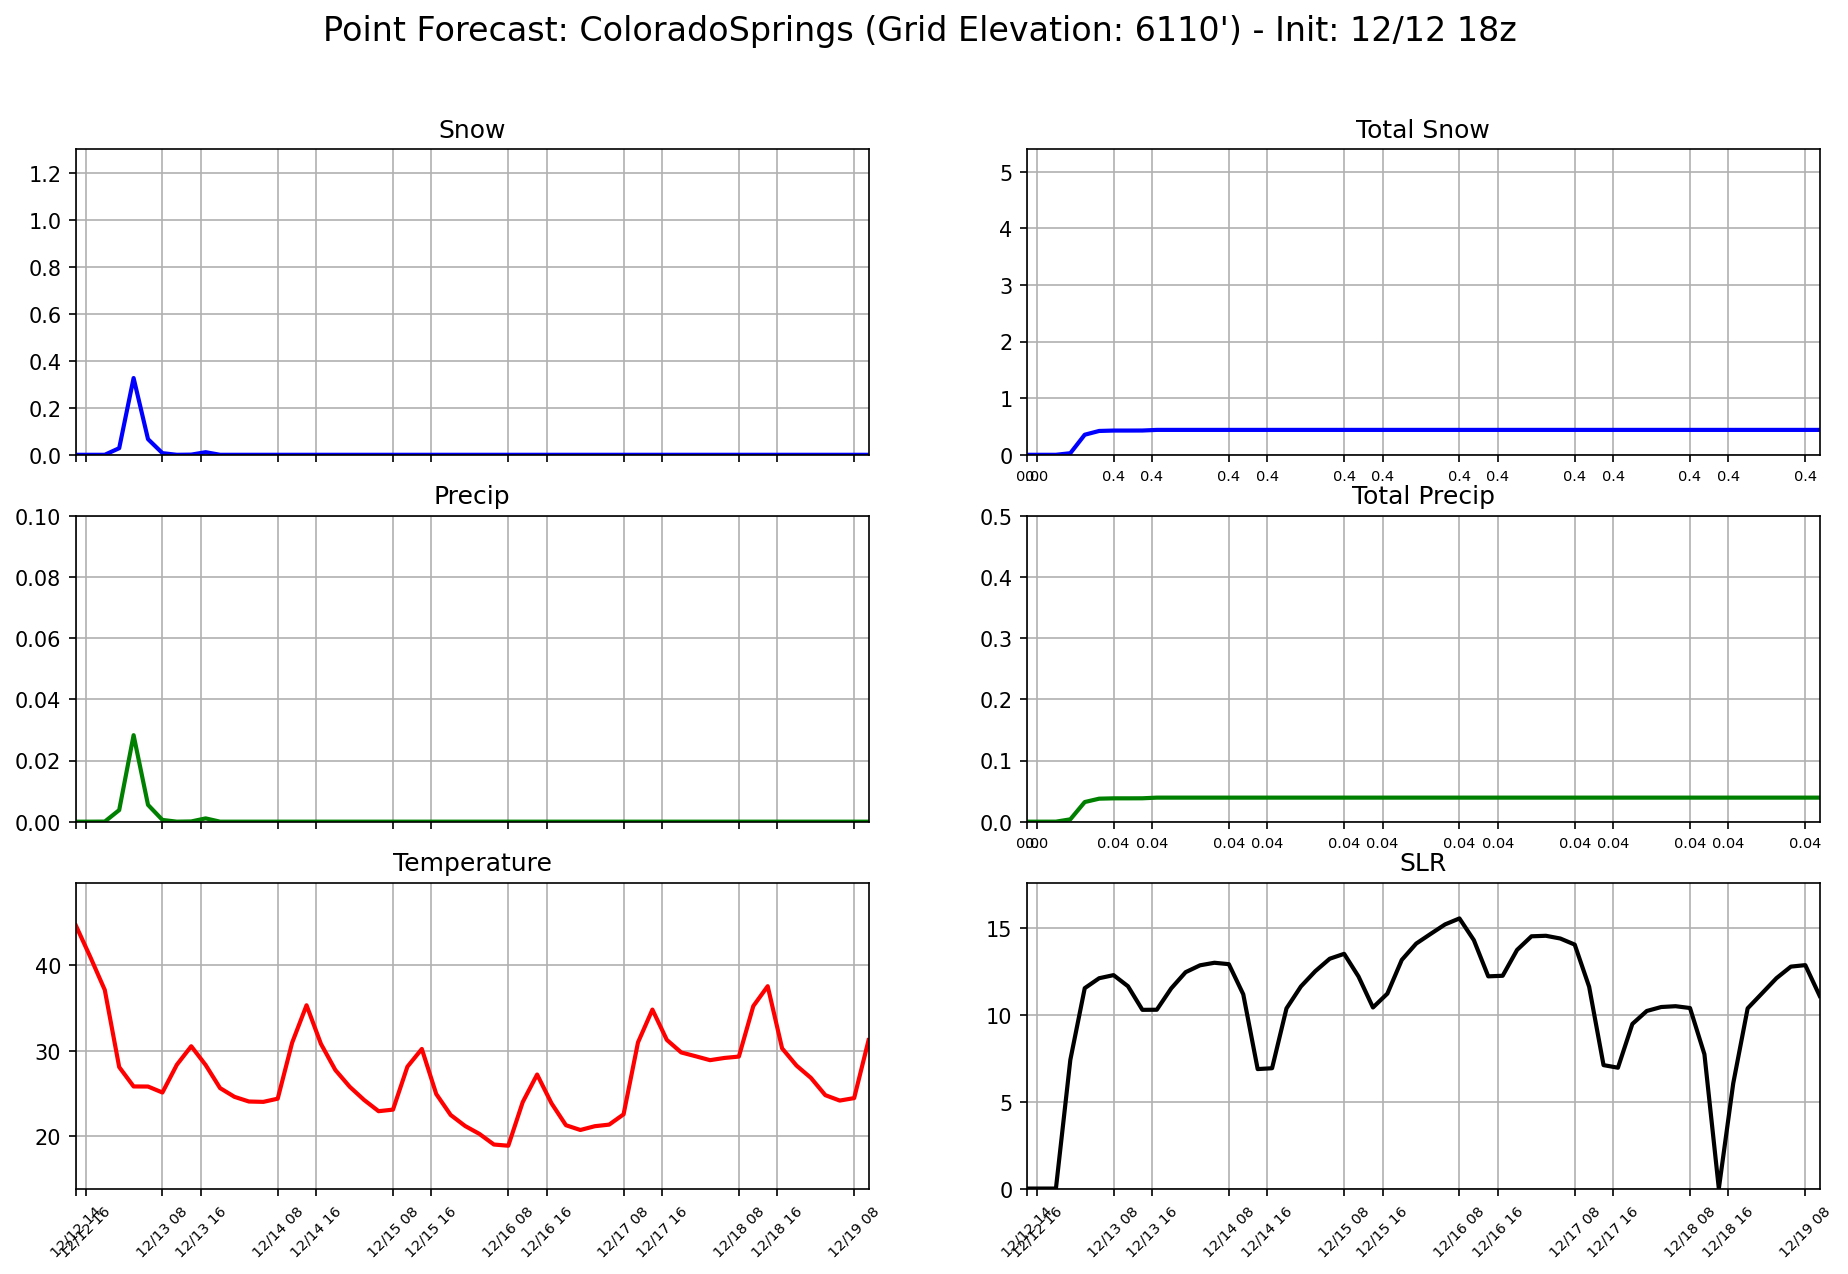 Point Forecast: ColoradoSprings (Grid Elevation: 6110') - Init: 12/12 18z
Snow
1.2
1.0
0.8
0.6
0.4
0.2
0.0
Total Snow
5
4
3
2
1
0
0.4 0.4 0.4 0.4 0.4 0.4 0.4 0.4 0.4 0.4 0.4 0.4 0.4
Precip
0.10
0.08
0.06
0.04
0.02
0.00
Total Precip
0.5
0.4
0.3
0.2
0.1
0.0
0.04 0.04 0.04 0.04 0.04 0.04 0.04 0.04 0.04 0.04 0.04 0.04 0.04
Temperature
40
30
20
12/12 16 12/13 08 12/13 16 12/14 08 12/14 16 12/15 08 12/15 16 12/16 08 12/16 16 12/17 08 12/17 16 12/18 08 12/18 16 12/19 08
SLR
15
10
5
0
12/12 16 12/13 08 12/13 16 12/14 08 12/14 16 12/15 08 12/15 16 12/16 08 12/16 16 12/17 08 12/17 16 12/18 08 12/18 16 12/19 08